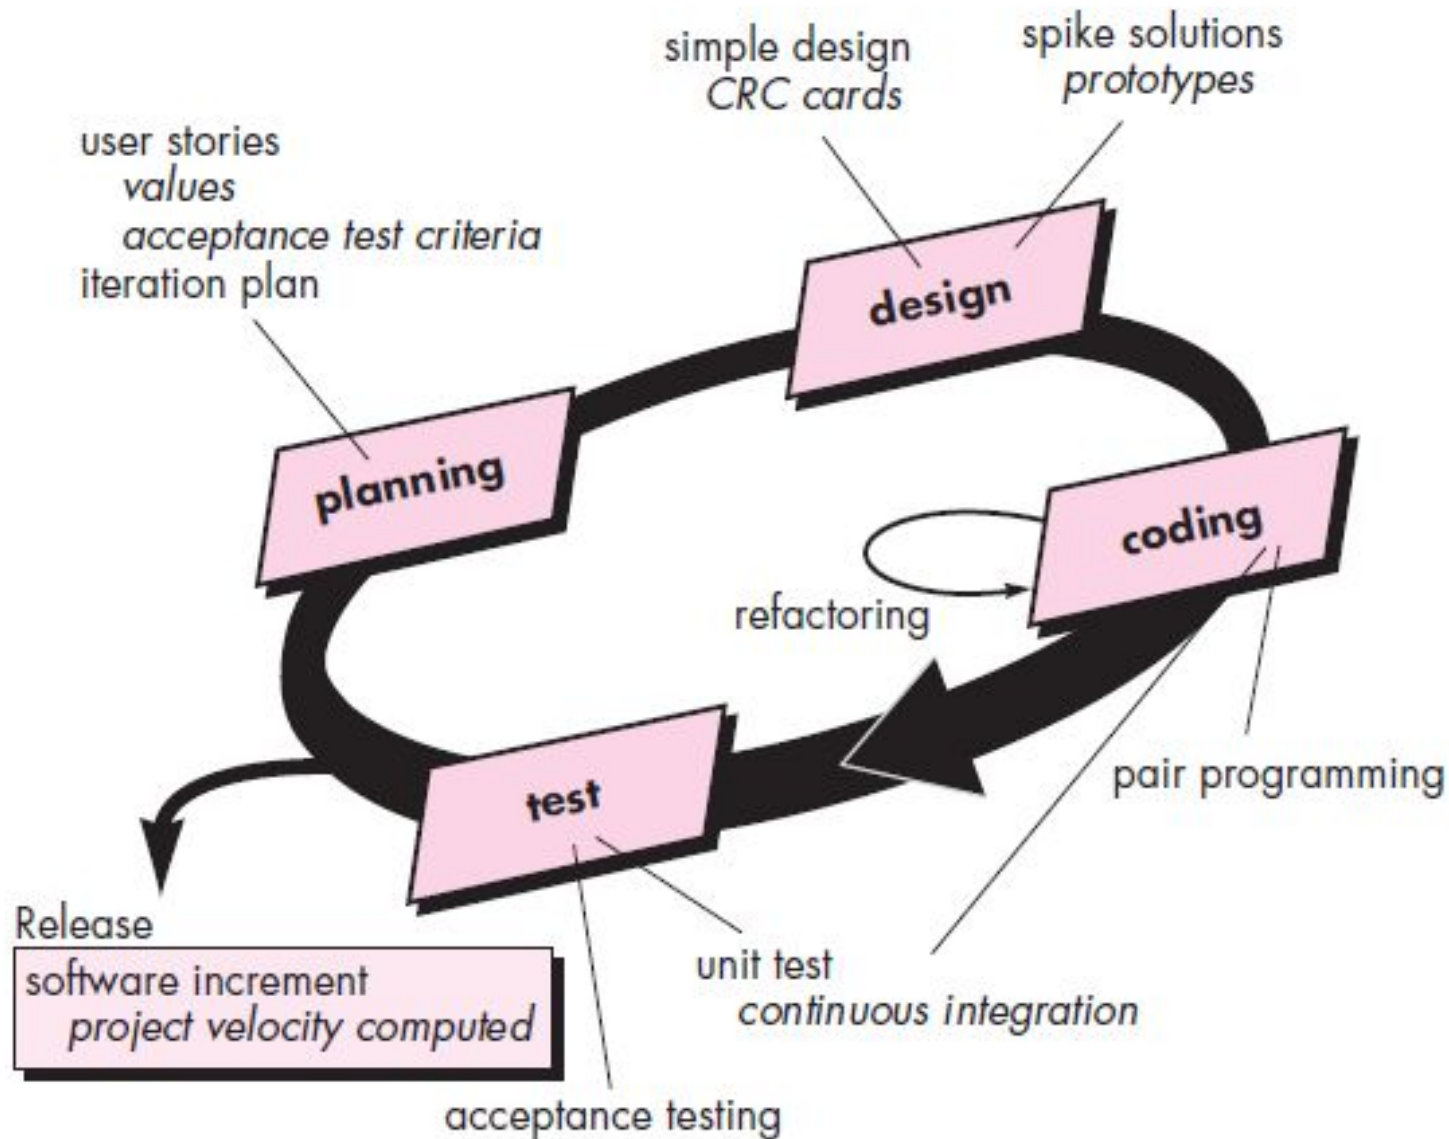 simple design
CRC cards
spike solutions
prototypes
user stories
values
acceptance test criteria
iteration plan
design
planning
coding
refactoring
test
pair programming
Release
software increment
project velocity computed
unit test
continuous integration
acceptance testing